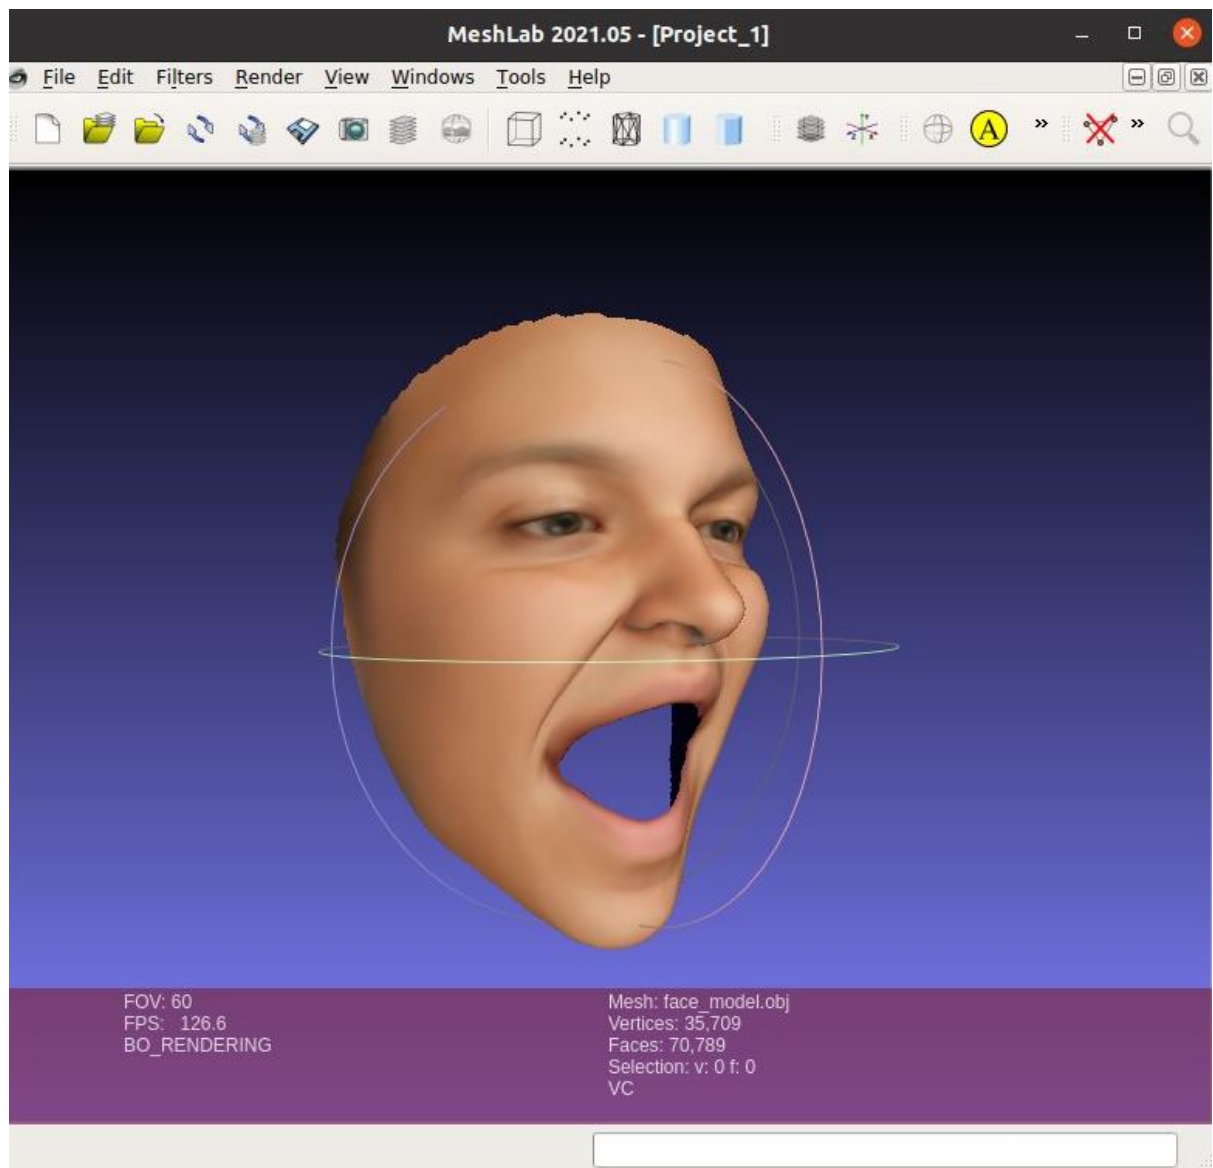 MeshLab 2021.05 - [Project_1]
File Edit Filters Render View Windows Tools Help
A » »
FOV: 60
FPS: 126.6
BO_RENDERING
Mesh: face_model.obj
Vertices: 35,709
Faces: 70,789
Selection: v: 0 f: 0
VC